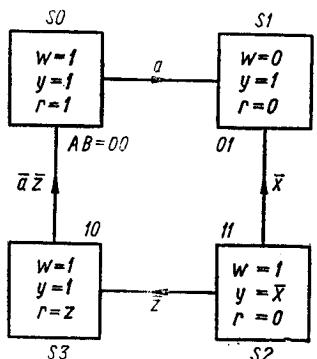 S0
S1
w=1
y=1
r=1
a
w=0
y=1
r=0
AB=00
01
āz̄
x̄
10
11
w=1
y=1
r=z
z̄
w=1
y=x̄
r=0
S3
S2